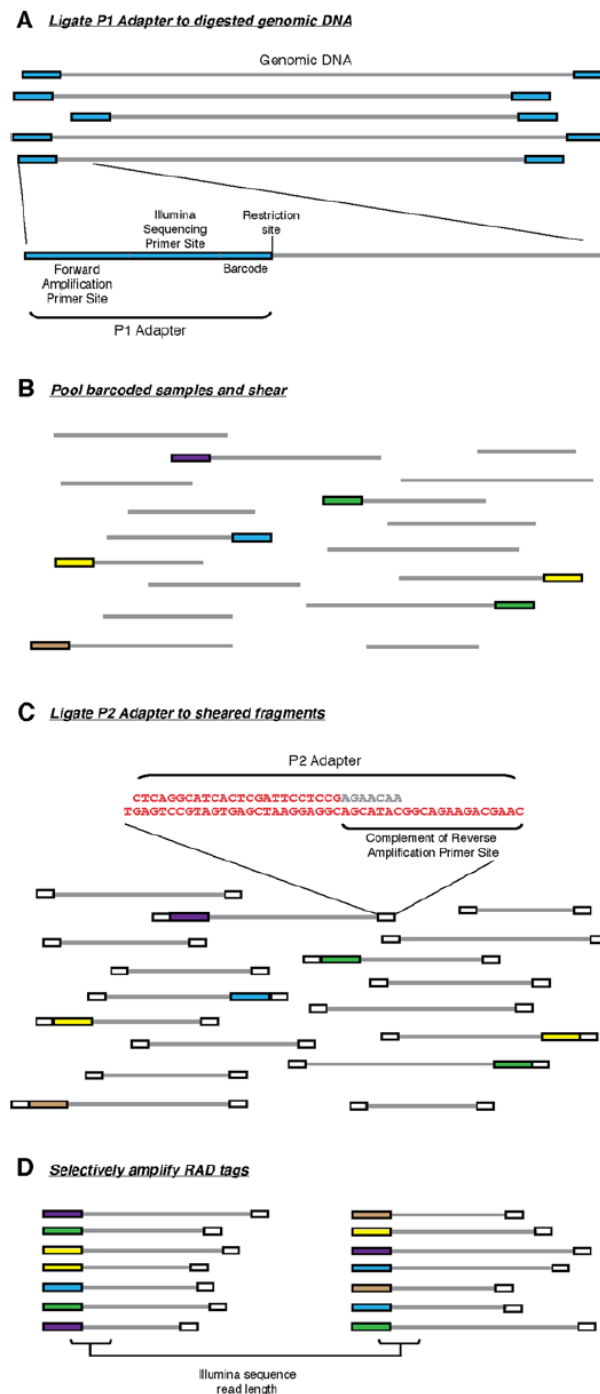 A Ligate P1 Adapter to digested genomic DNA
Genomic DNA
Illumina
Sequencing
Primer Site
Restriction
site
Forward
Amplification
Primer Site
Barcode
P1 Adapter
B Pool barcoded samples and shear
C Ligate P2 Adapter to sheared fragments
P2 Adapter
CTCAGGCATCACTCGATTCCTCCGAGAACAA
TGAGTCCGTAGTGAGCTAAGGAGGCAGCATACGGCAGAAGACGAAC
Complement of Reverse
Amplification Primer Site
D Selectively amplify RAD tags
Illumina sequence
read length